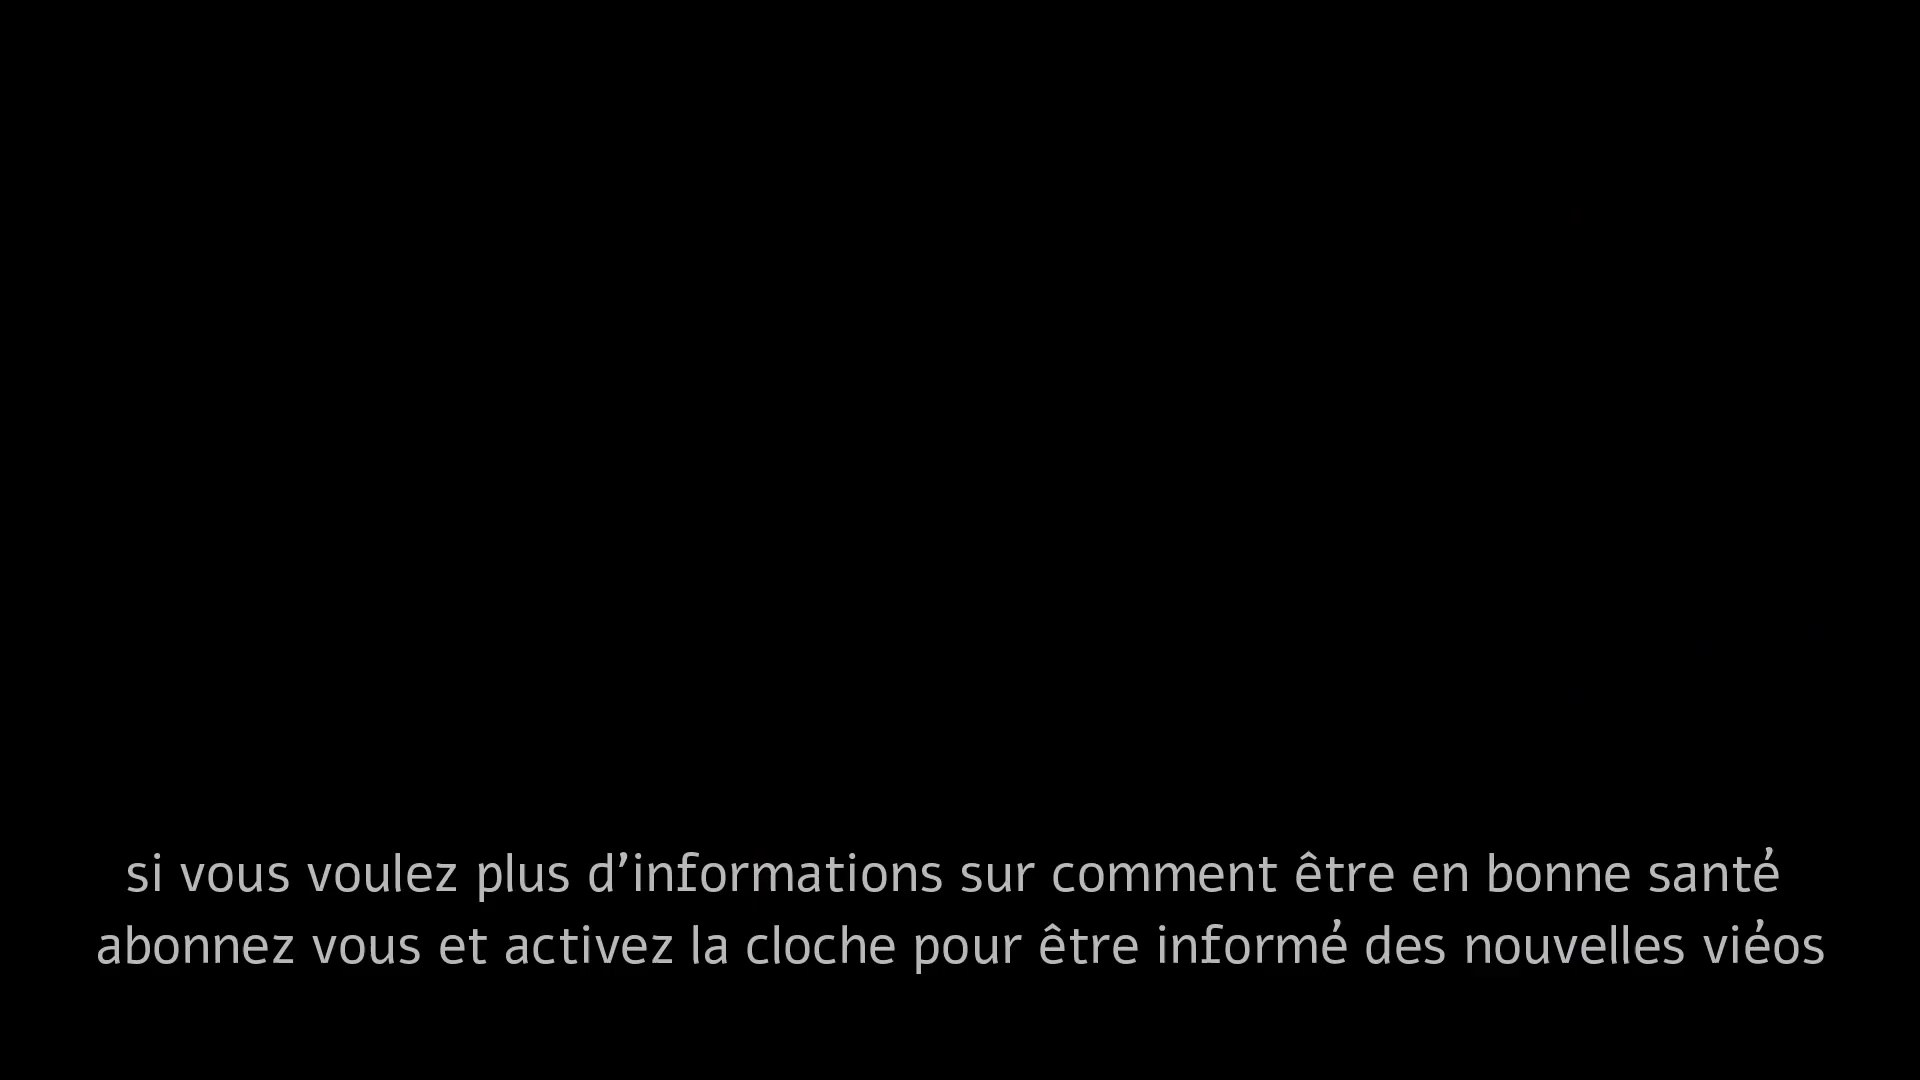 si vous voulez plus d’informations sur comment être en bonne santé
abonnez vous et activez la cloche pour être informé des nouvelles viéos